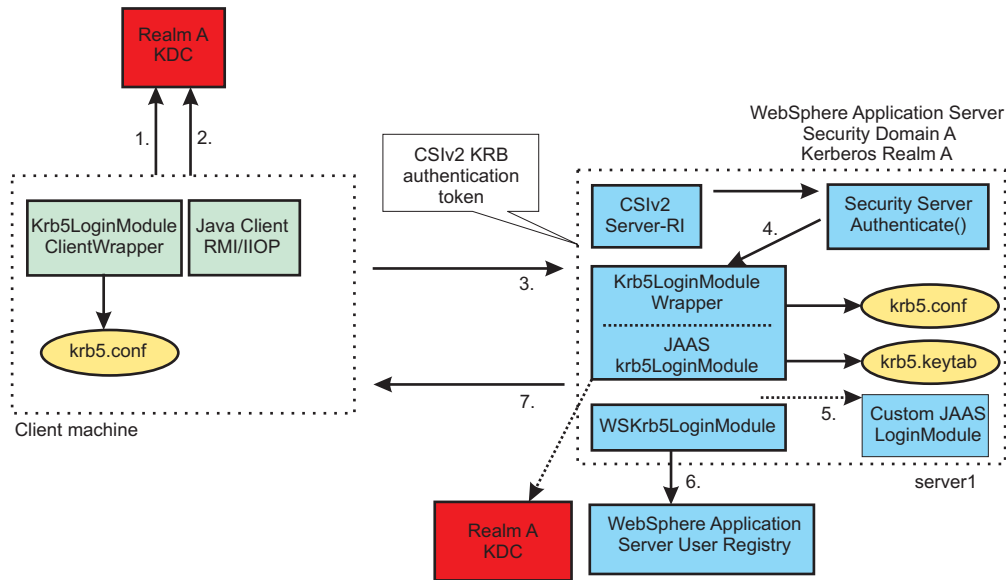 Realm A
KDC
1.
2.
WebSphere Application Server
Security Domain A
Kerberos Realm A
CSIv2 KRB
authentication
token
Krb5LoginModule
ClientWrapper
Java Client
RMI/IIOP
krb5.conf
Client machine
3.
7.
CSIv2
Server-RI
Security Server
Authenticate()
4.
Krb5LoginModule
Wrapper
JAAS
krb5LoginModule
krb5.conf
krb5.keytab
5.
WSKrb5LoginModule
Custom JAAS
LoginModule
server1
6.
Realm A
KDC
WebSphere Application
Server User Registry